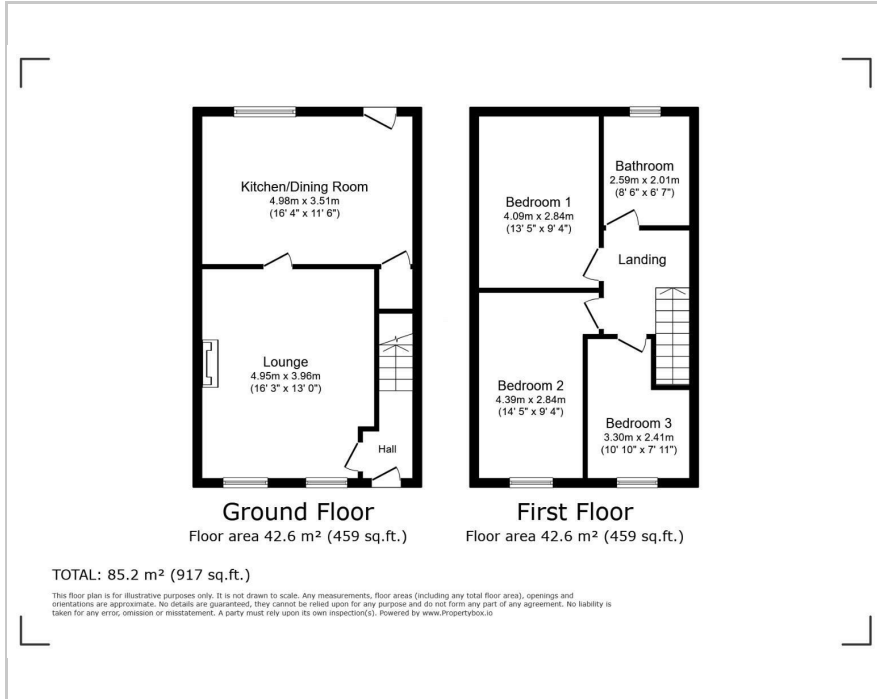 Kitchen/Dining Room
4.98m x 3.51m
(16' 4" x 11' 6")
Lounge
4.95m x 3.96m
(16' 3" x 13' 0")
Hall
Ground Floor
Floor area 42.6 m² (459 sq.ft.)
Bedroom 1
4.09m x 2.84m
(13' 5" x 9' 4")
Bathroom
2.59m x 2.01m
(8' 6" x 6' 7")
Landing
Bedroom 2
4.39m x 2.84m
(14' 5" x 9' 4")
Bedroom 3
3.30m x 2.41m
(10' 10" x 7' 11")
First Floor
Floor area 42.6 m² (459 sq.ft.)
TOTAL: 85.2 m² (917 sq.ft.)
This floor plan is for illustrative purposes only. It is not drawn to scale. Any measurements, floor areas (including any total floor area), openings and
orientations are approximate. No details are guaranteed, they cannot be relied upon for any purpose and do not form any part of any agreement. No liability is
taken for any error, omission or misstatement. A party must rely upon its own inspection(s). Powered by www.Propertybox.io